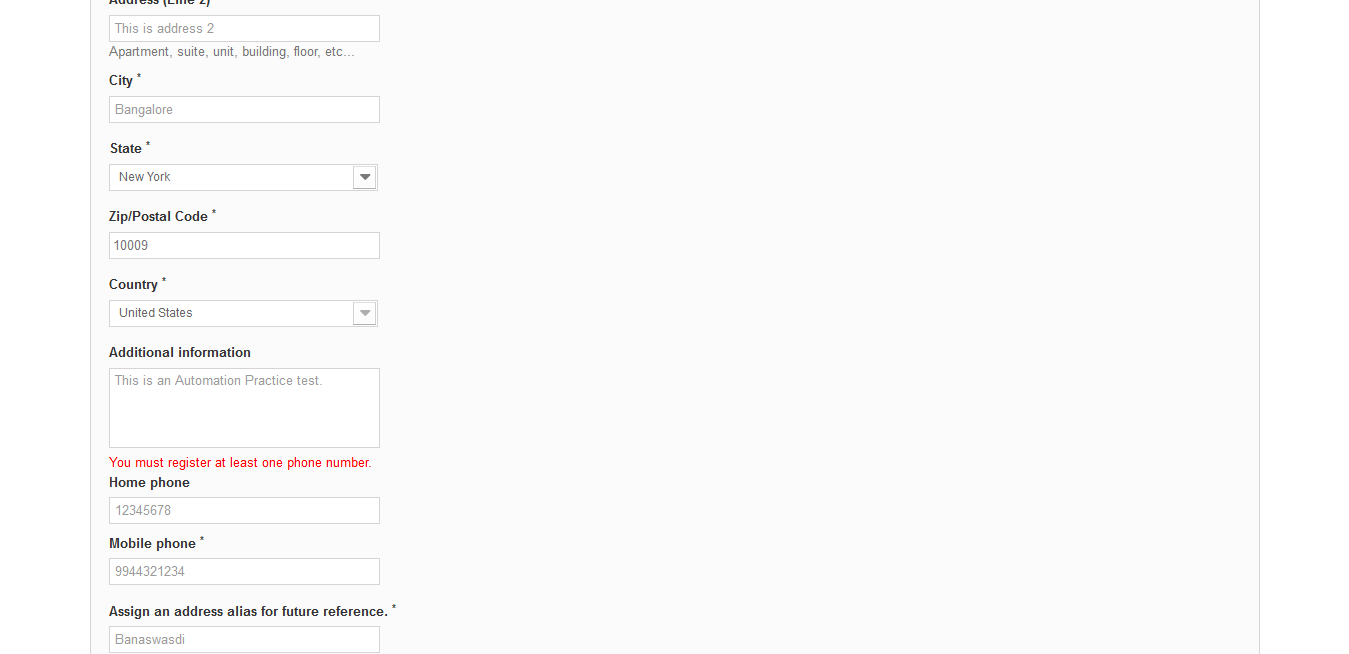 Address (Line 2)
This is address 2
Apartment, suite, unit, building, floor, etc...
City *
Bangalore
State *
New York
Zip/Postal Code *
10009
Country *
United States
Additional information
This is an Automation Practice test.
You must register at least one phone number.
Home phone
12345678
Mobile phone *
9944321234
Assign an address alias for future reference. *
Banaswasdi